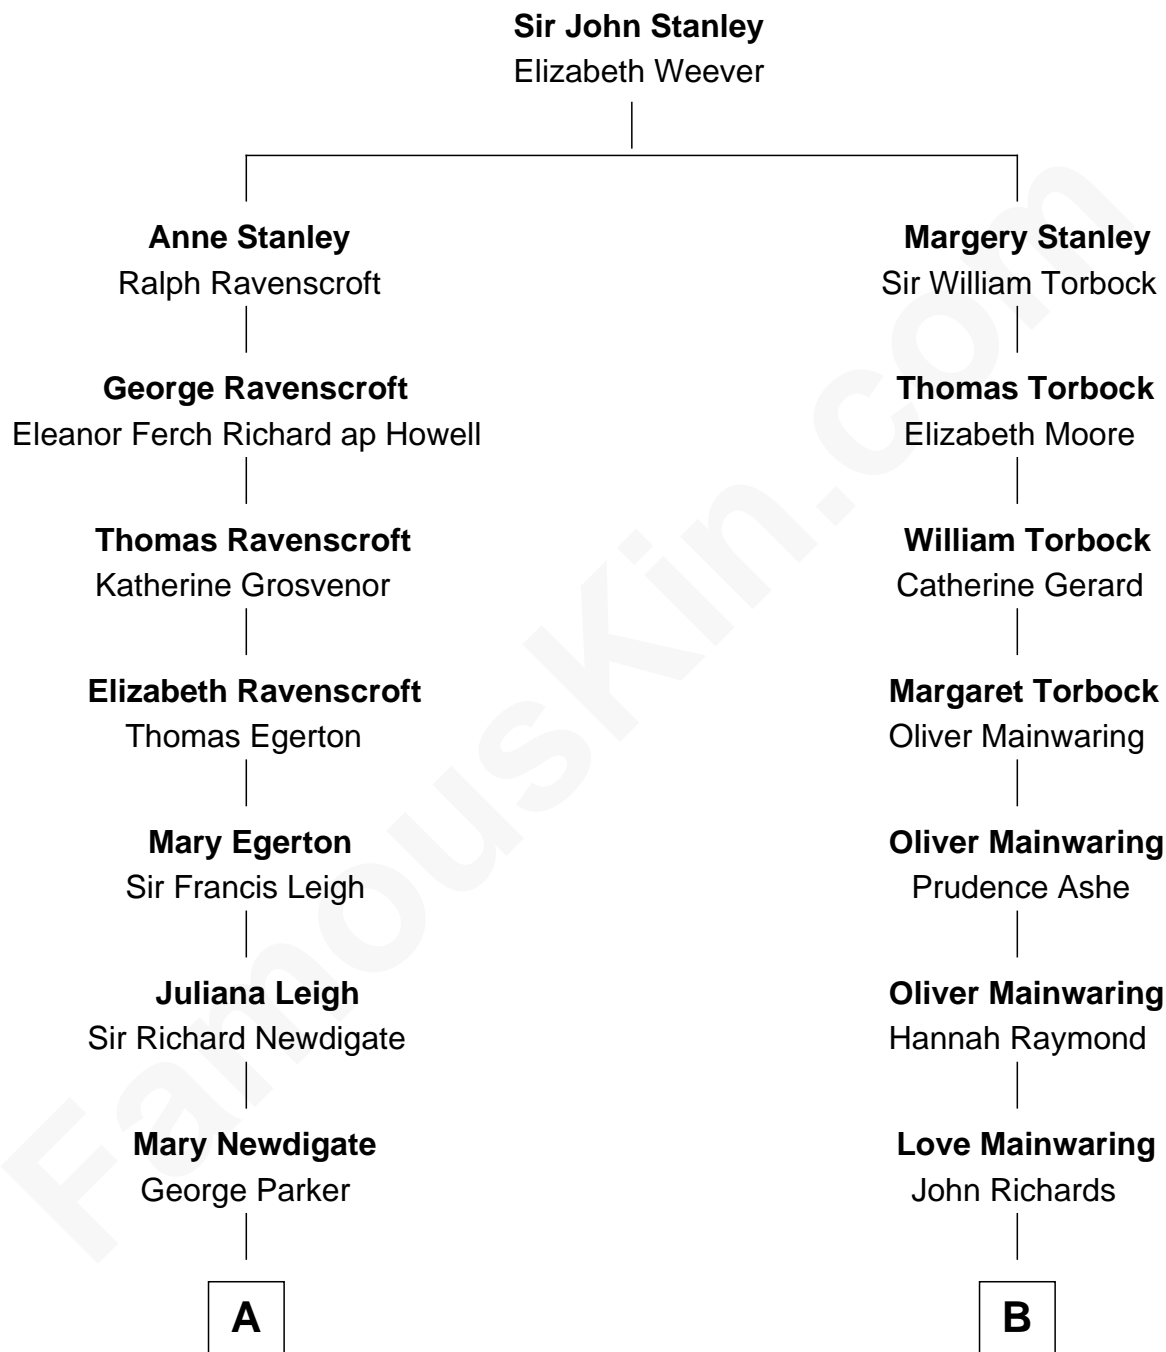 Sir John Stanley
Elizabeth Weever
Anne Stanley
Ralph Ravenscroft
Margery Stanley
Sir William Torbock
George Ravenscroft
Eleanor Ferch Richard ap Howell
Thomas Torbock
Elizabeth Moore
Thomas Ravenscroft
Katherine Grosvenor
William Torbock
Catherine Gerard
Elizabeth Ravenscroft
Thomas Egerton
Margaret Torbock
Oliver Mainwaring
Mary Egerton
Sir Francis Leigh
Oliver Mainwaring
Prudence Ashe
Juliana Leigh
Sir Richard Newdigate
Oliver Mainwaring
Hannah Raymond
Mary Newdigate
George Parker
Love Mainwaring
John Richards
A
B
FamousKin.com